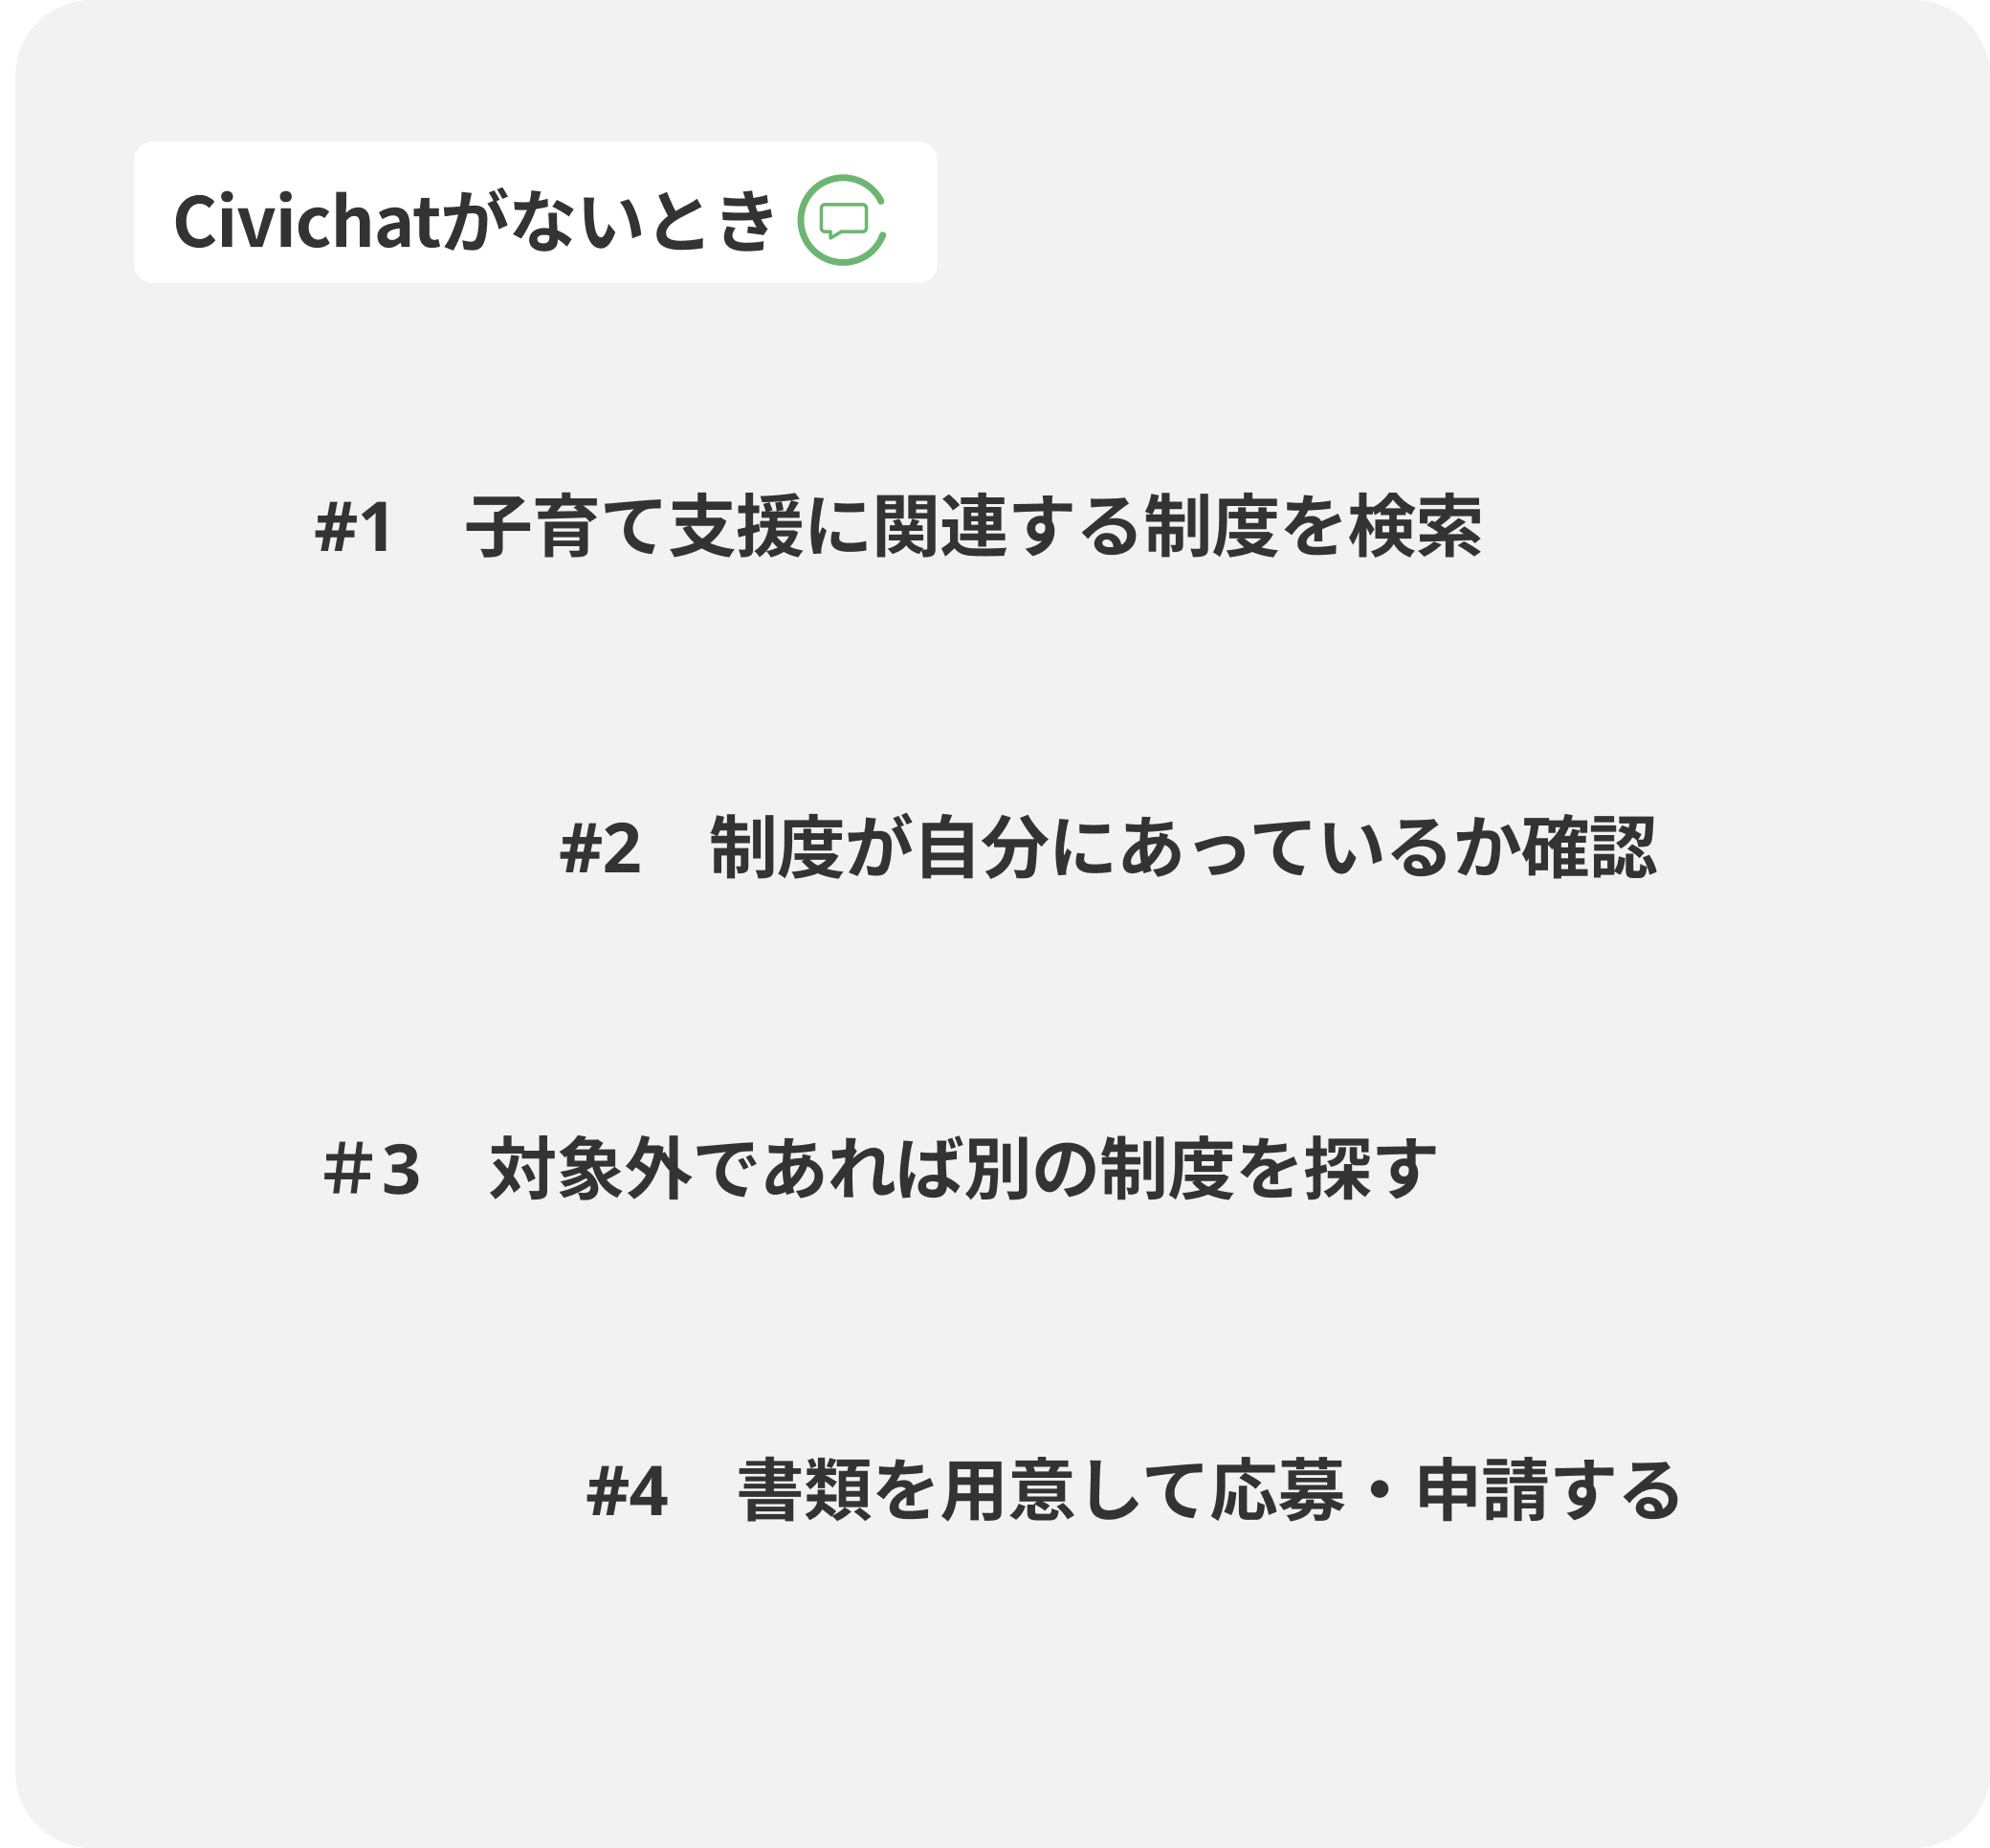 Civichatがないとき
#1 子育て支援に関連する制度を検索
#2 制度が自分にあっているか確認
＃3 対象外であれば別の制度を探す
#4 書類を用意して応募・申請する